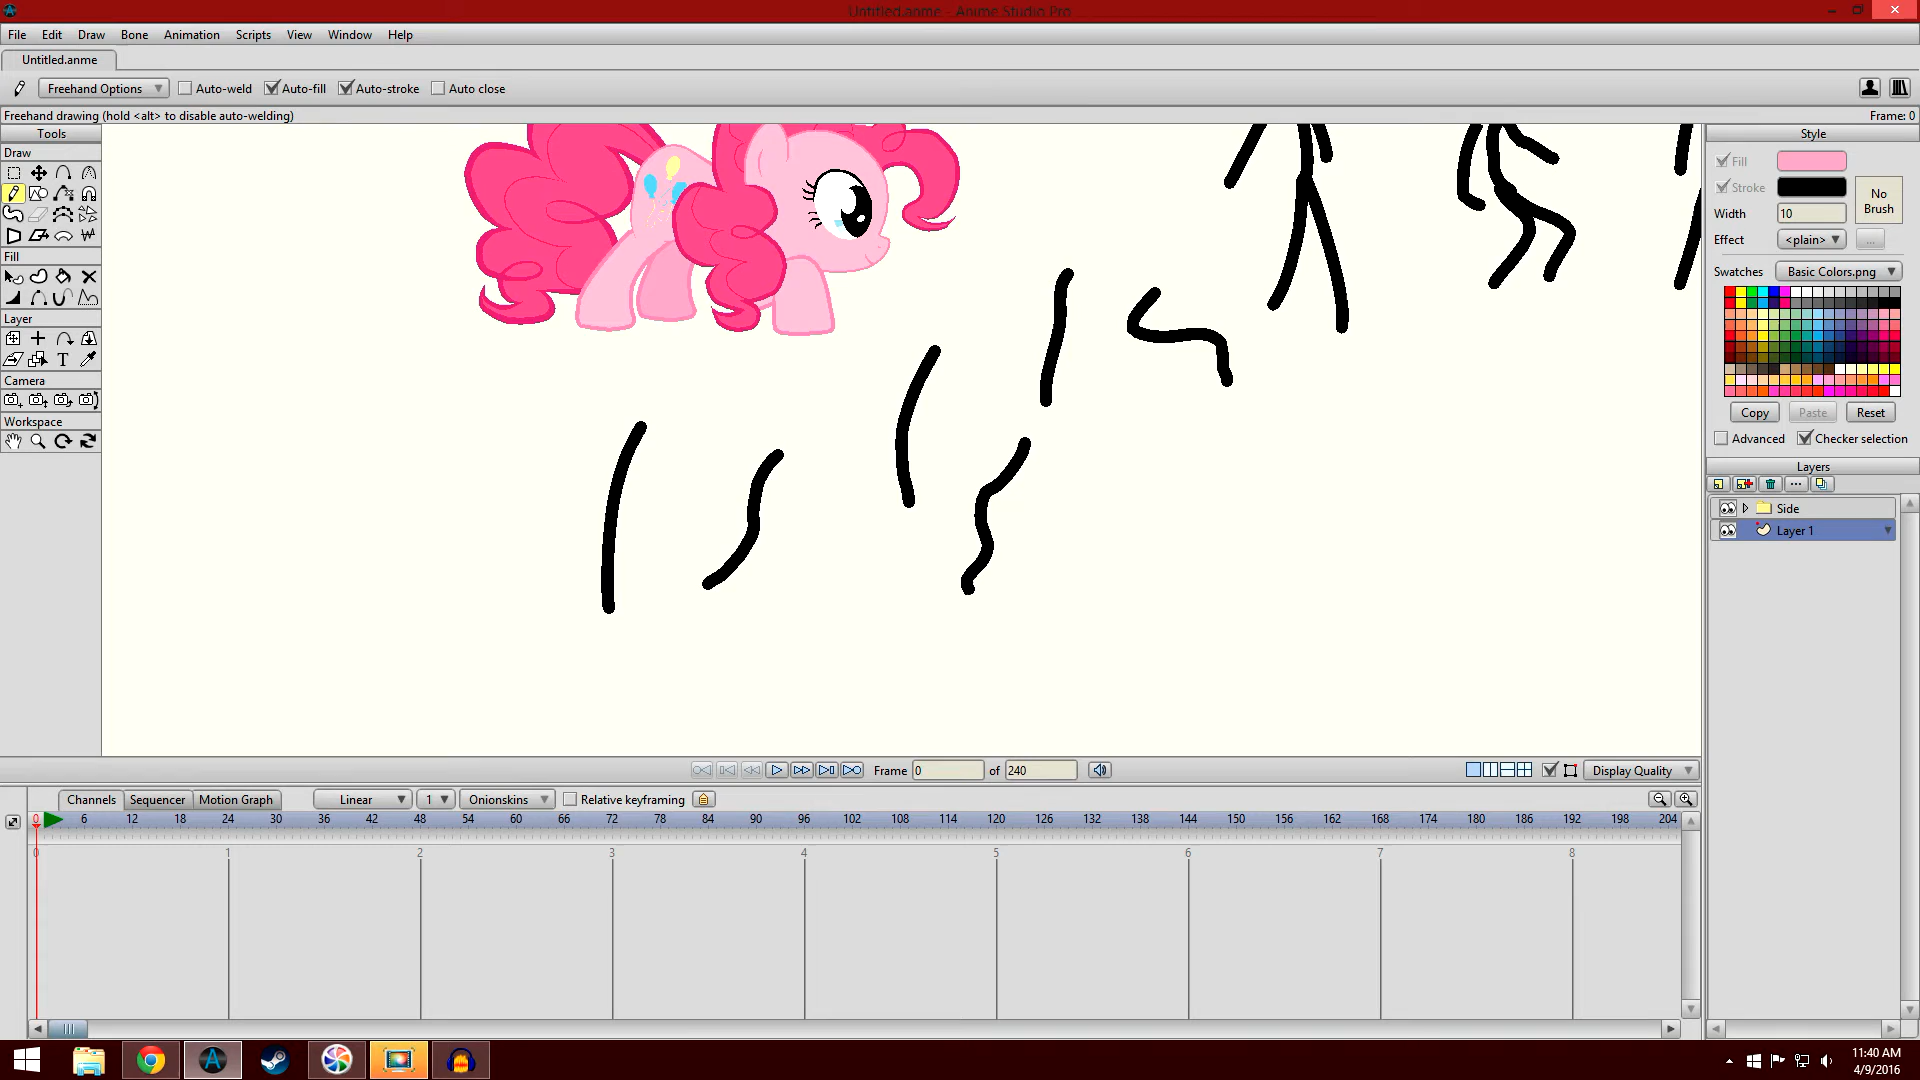 Untitled.anme - Anime Studio Pro
File Edit Draw Bone Animation Scripts View Window Help
Untitled.anme
Freehand Options Auto-weld Auto-fill Auto-stroke Auto close
Freehand drawing (hold <alt> to disable auto-welding) Frame: 0
Tools
Draw
Fill
Layer
Camera
Workspace
Style
Fill
Stroke
No Brush
Width 10
Effect <plain> ...
Swatches Basic Colors.png
Copy Paste Reset
Advanced Checker selection
Layers
Side
Layer 1
Frame 0 of 240 Display Quality
Channels Sequencer Motion Graph Linear 1 Onionskins Relative keyframing
0 6 12 18 24 30 36 42 48 54 60 66 72 78 84 90 96 102 108 114 120 126 132 138 144 150 156 162 168 174 180 186 192 198 204
0 1 2 3 4 5 6 7 8
11:40 AM
4/9/2016